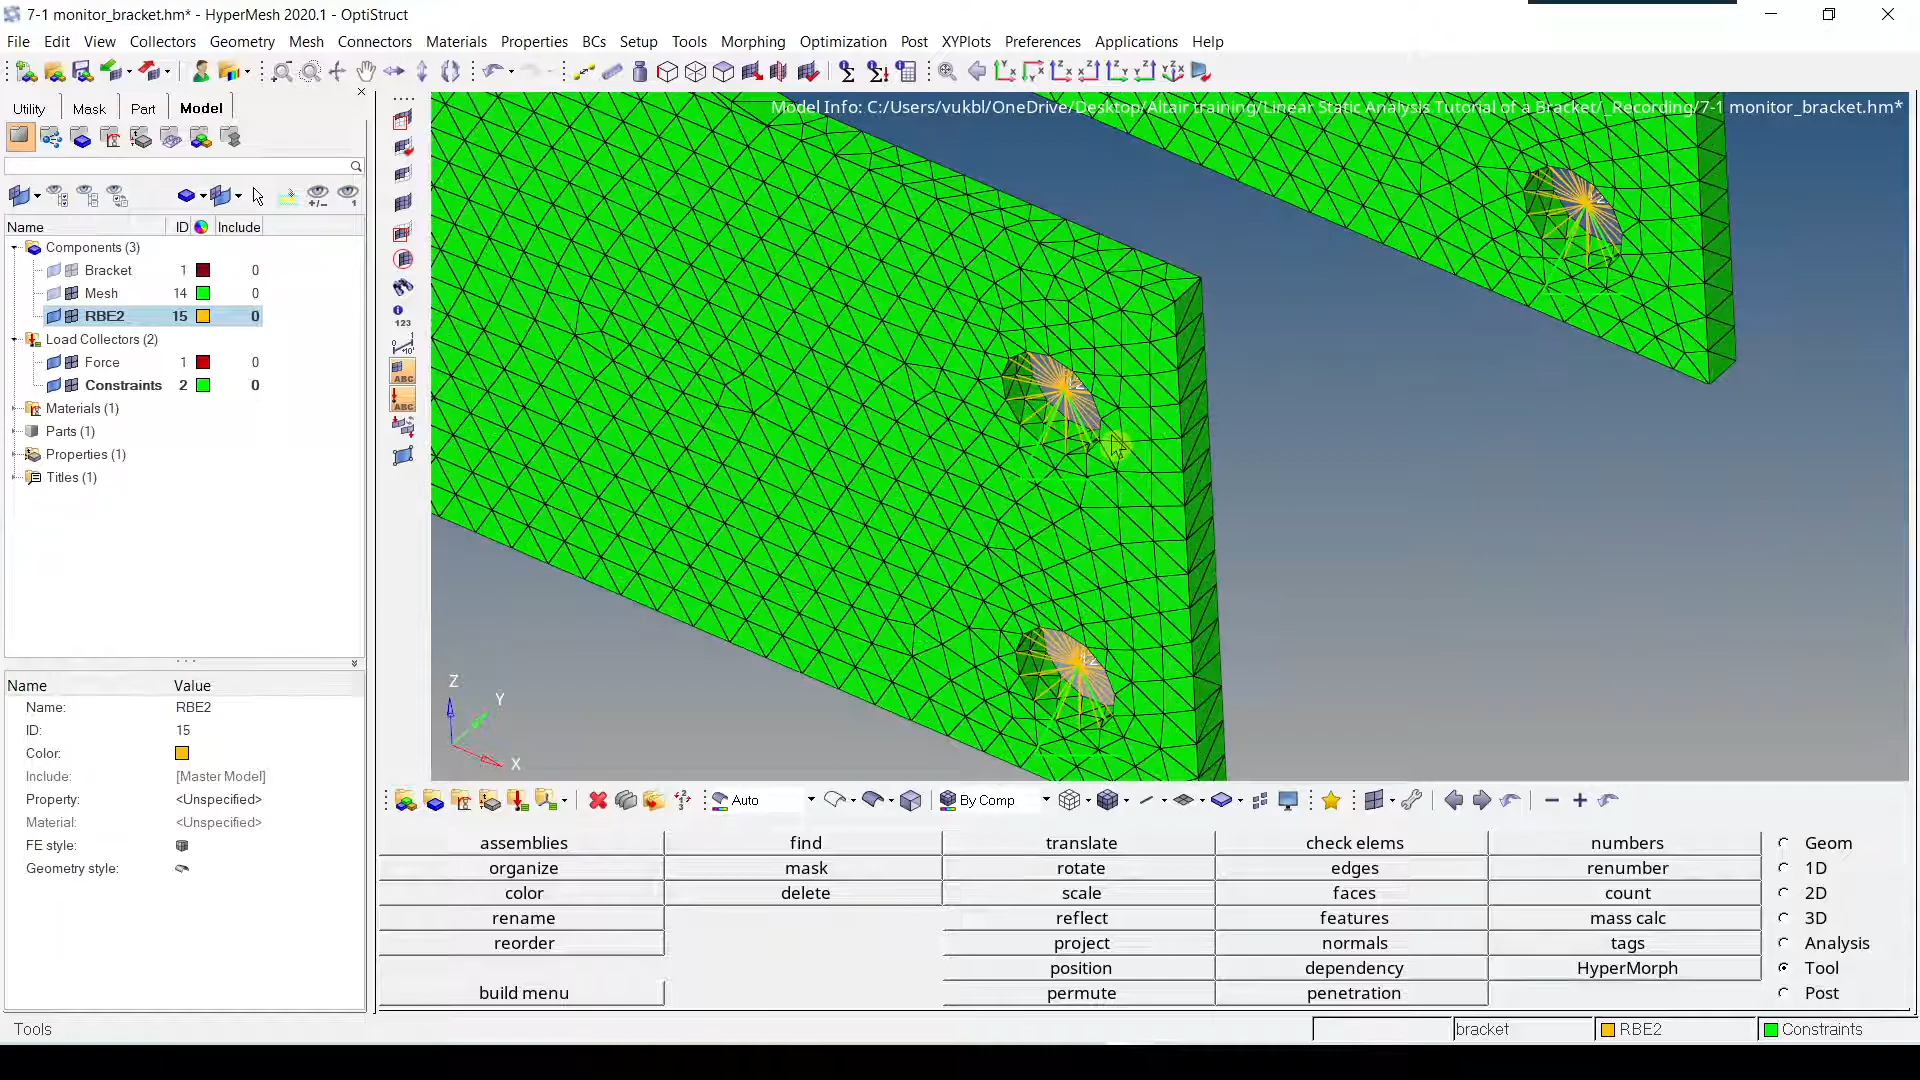 7-1 monitor_bracket.hm* - HyperMesh 2020.1 - OptiStruct
File Edit View Collectors Geometry Mesh Connectors Materials Properties BCs Setup Tools Morphing Optimization Post XYPlots Preferences Applications Help
Utility Mask Part Model
Model Info: C:/Users/vukbl/OneDrive/Desktop/Altair training/Linear Static Analysis Tutorial of a Bracket/_Recording/7-1 monitor_bracket.hm*
Name ID Include
Components (3)
Bracket 1 0
Mesh 14 0
RBE2 15 0
Load Collectors (2)
Force 1 0
Constraints 2 0
Materials (1)
Parts (1)
Properties (1)
Titles (1)
123
ABC
ABC
Name Value
Name: RBE2
ID: 15
Color:
Include: [Master Model]
Property: <Unspecified>
Material: <Unspecified>
FE style:
Geometry style:
Z
Y
X
Auto By Comp
assemblies find translate check elems numbers Geom
organize mask rotate edges renumber 1D
color delete scale faces count 2D
rename reflect features mass calc 3D
reorder project normals tags Analysis
position dependency HyperMorph Tool
build menu permute penetration Post
Tools bracket RBE2 Constraints